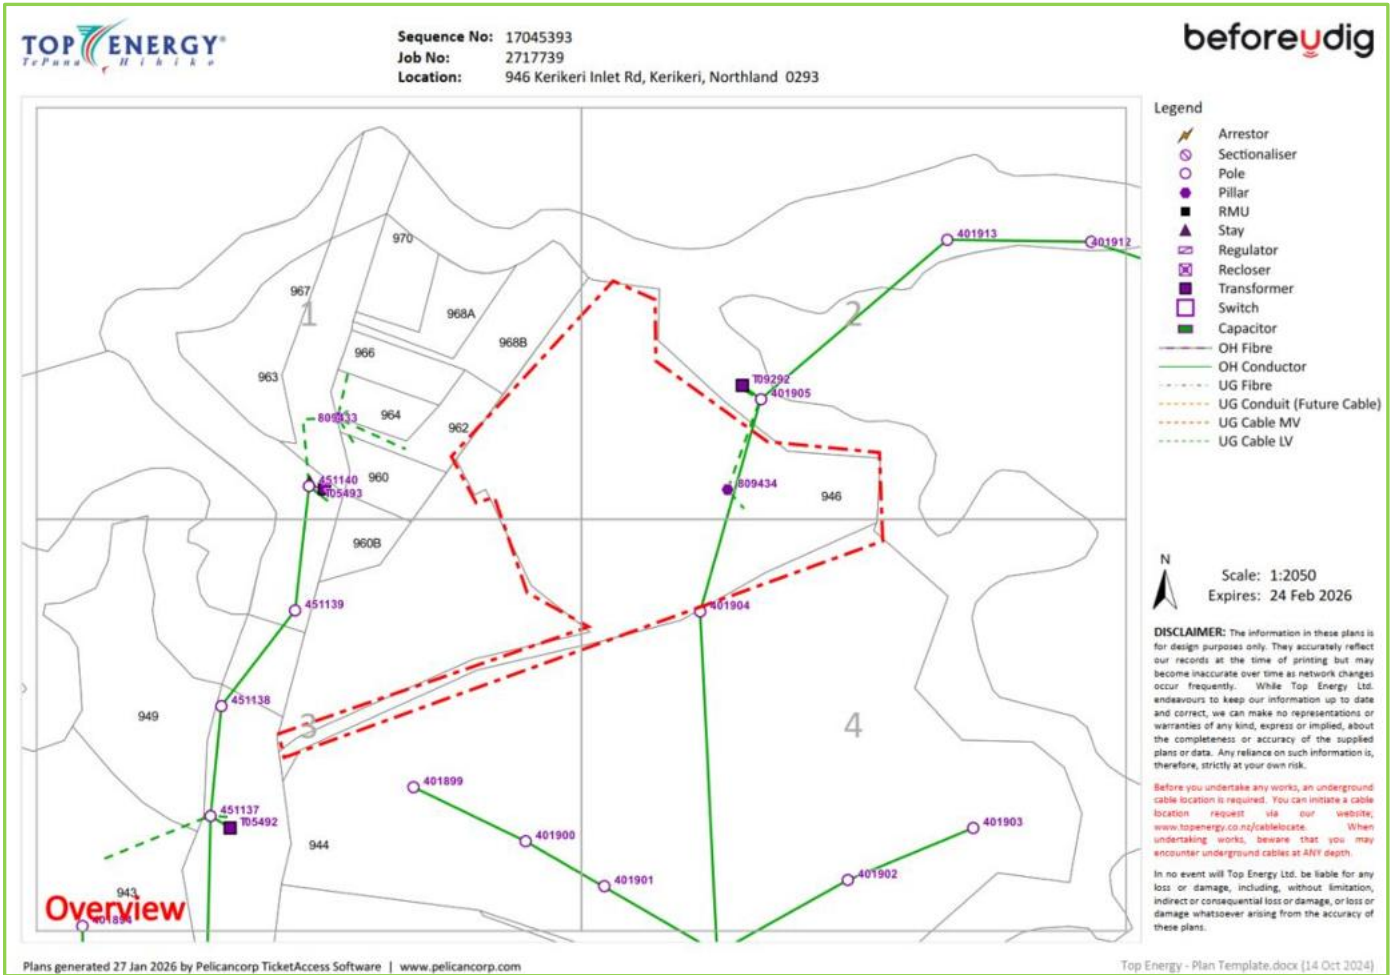 TOP ENERGY®
Te Puna Hihiko
Sequence No: 17045393
Job No: 2717739
Location: 946 Kerikeri Inlet Rd, Kerikeri, Northland 0293
beforeudig
Legend
Arrestor
Sectionaliser
Pole
Pillar
RMU
Stay
Regulator
Recloser
Transformer
Switch
Capacitor
OH Fibre
OH Conductor
UG Fibre
UG Conduit (Future Cable)
UG Cable MV
UG Cable LV
N
Scale: 1:2050
Expires: 24 Feb 2026
DISCLAIMER: The information in these plans is
for design purposes only. They accurately reflect
our records at the time of printing but may
become inaccurate over time as network changes
occur frequently. While Top Energy Ltd.
endeavours to keep our information up to date
and correct, we can make no representations or
warranties of any kind, express or implied, about
the completeness or accuracy of the supplied
plans or data. Any reliance on such information is,
therefore, strictly at your own risk.
Before you undertake any works, an underground
cable location is required. You can initiate a cable
location request via our website;
www.topenergy.co.nz/cablelocate. When
undertaking works, beware that you may
encounter underground cables at ANY depth.
In no event will Top Energy Ltd. be liable for any
loss or damage, including, without limitation,
indirect or consequential loss or damage, or loss or
damage whatsoever arising from the accuracy of
these plans.
970
401913
401912
967
1
968A
2
968B
966
963
T09292
401905
964
809433
962
960
451140
T05493
809434
946
960B
451139
401904
451138
949
3
4
401899
451137
T05492
401903
401900
944
401902
401901
943
Overview
401894
Plans generated 27 Jan 2026 by Pelicancorp TicketAccess Software | www.pelicancorp.com
Top Energy - Plan Template.docx (14 Oct 2024)